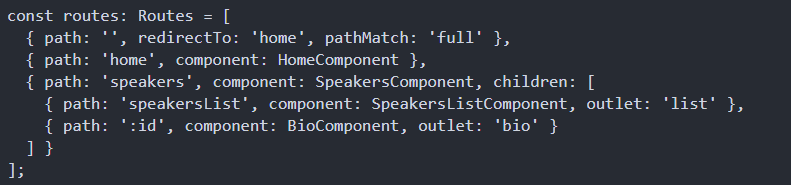 const routes: Routes = [
  { path: '', redirectTo: 'home', pathMatch: 'full' },
  { path: 'home', component: HomeComponent },
  { path: 'speakers', component: SpeakersComponent, children: [
    { path: 'speakersList', component: SpeakersListComponent, outlet: 'list' },
    { path: ':id', component: BioComponent, outlet: 'bio' }
  ] }
];